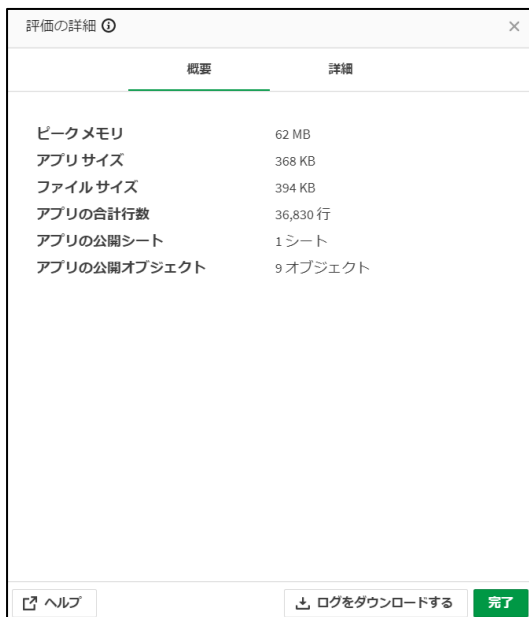 評価の詳細
概要 詳細
ピークメモリ 62 MB
アプリ サイズ 368 KB
ファイル サイズ 394 KB
アプリの合計行数 36,830 行
アプリの公開シート 1 シート
アプリの公開オブジェクト 9 オブジェクト
ヘルプ ログをダウンロードする 完了